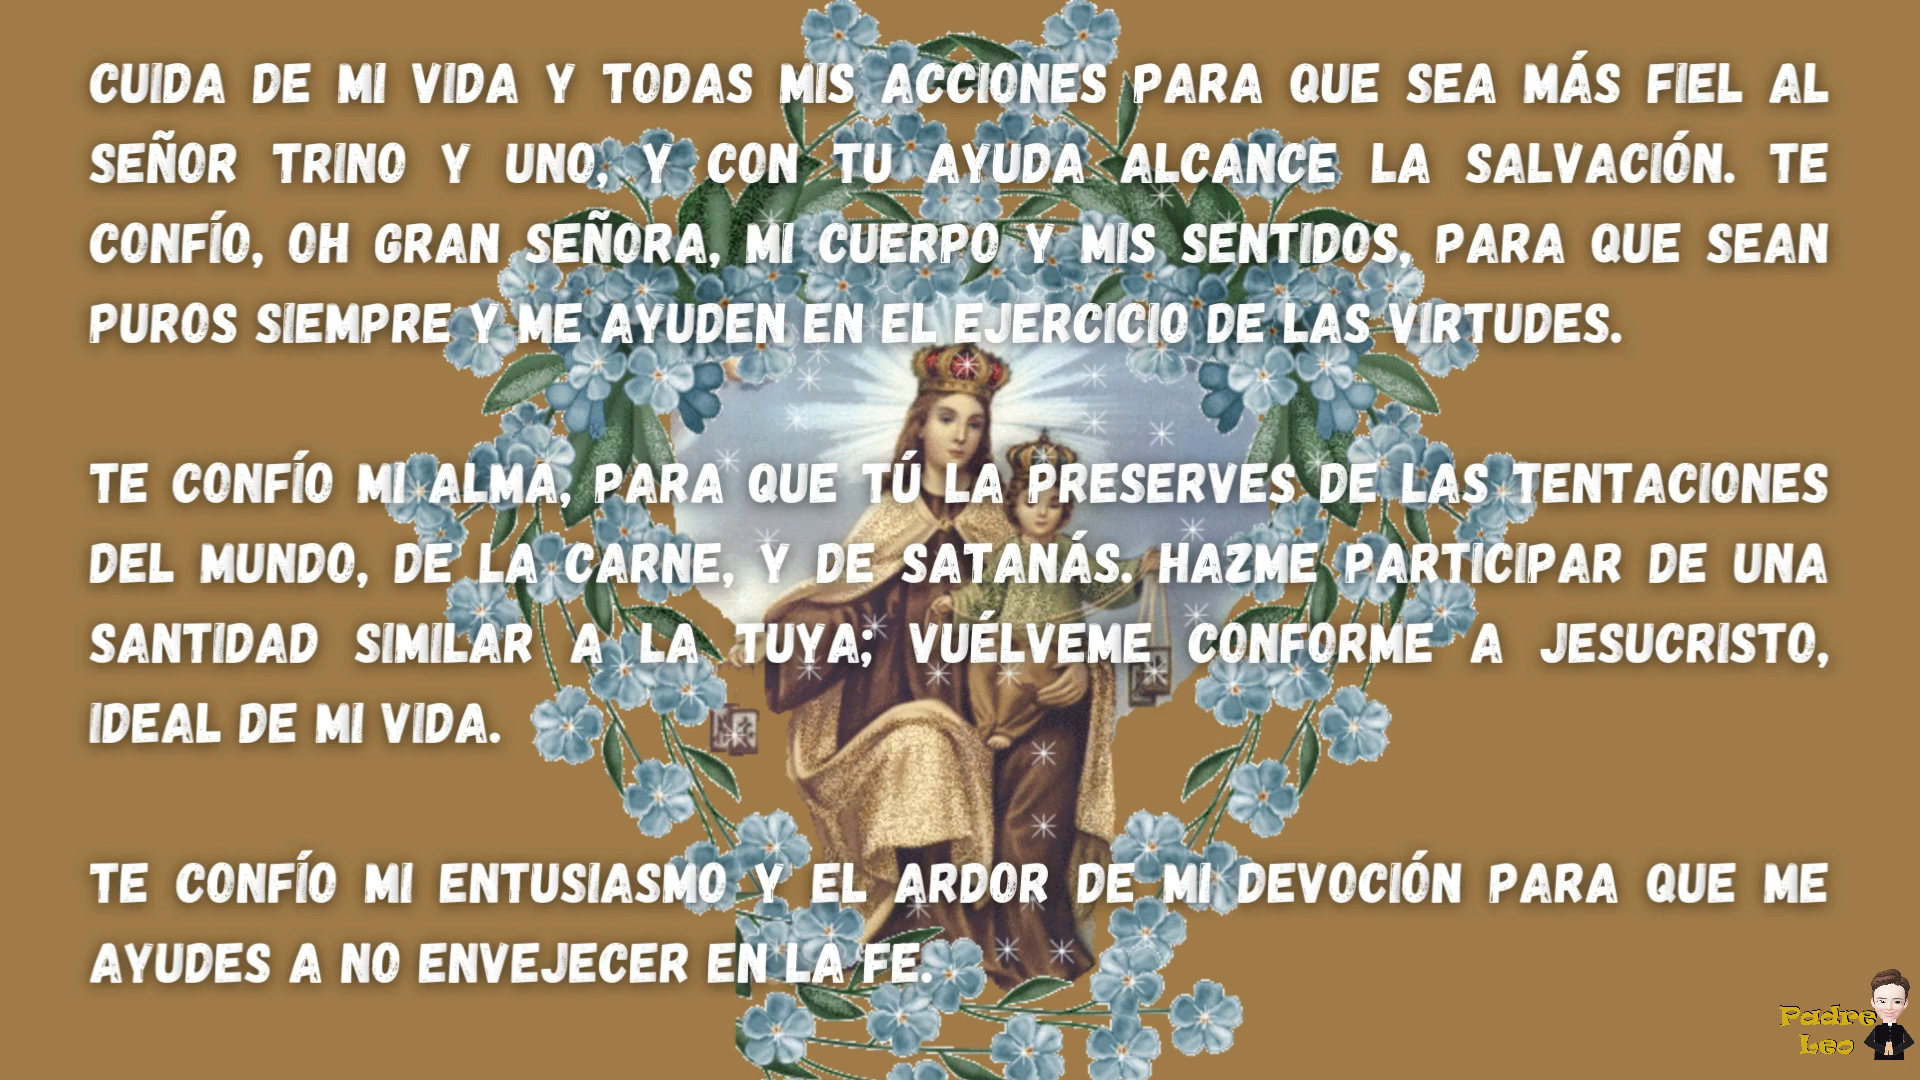 CUIDA DE MI VIDA Y TODAS MIS ACCIONES PARA QUE SEA MÁS FIEL AL
SEÑOR TRINO Y UNO, Y CON TU AYUDA ALCANCE LA SALVACIÓN. TE
CONFÍO, OH GRAN SEÑORA, MI CUERPO Y MIS SENTIDOS, PARA QUE SEAN
PUROS SIEMPRE Y ME AYUDEN EN EL EJERCICIO DE LAS VIRTUDES.
TE CONFÍO MI ALMA, PARA QUE TÚ LA PRESERVES DE LAS TENTACIONES
DEL MUNDO, DE LA CARNE, Y DE SATANÁS. HAZME PARTICIPAR DE UNA
SANTIDAD SIMILAR A LA TUYA; VUÉLVEME CONFORME A JESUCRISTO,
IDEAL DE MI VIDA.
TE CONFÍO MI ENTUSIASMO Y EL ARDOR DE MI DEVOCIÓN PARA QUE ME
AYUDES A NO ENVEJECER EN LA FE.
Padre
Leo